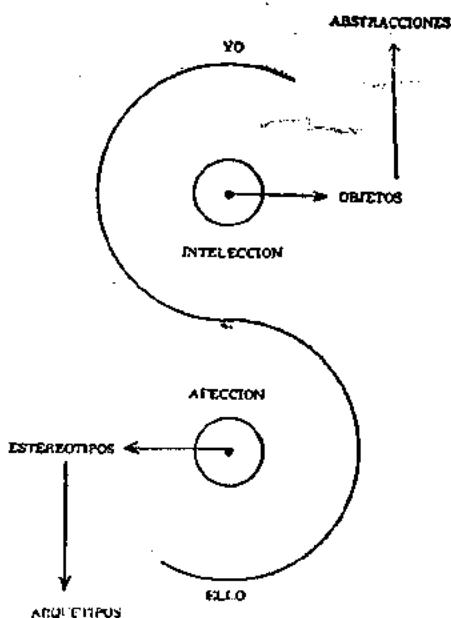 ABSTRACCIONES
YO
OBJETOS
INTELECCION
AFECCION
ESTEREOTIPOS
ELLO
ARQUETIPOS